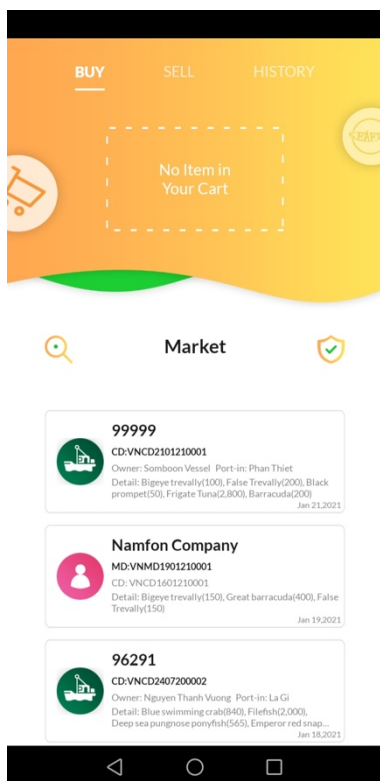 BUY SELL HISTORY
No Item in
Your Cart
Market
99999
CD:VNCD2101210001
Owner: Somboon Vessel Port-in: Phan Thiet
Detail: Bigeye trevally(100), False Trevally(200), Black
prompet(50), Frigate Tuna(2,800), Barracuda(200)
Jan 21,2021
Namfon Company
MD:VNMD1901210001
CD: VNCD1601210001
Detail: Bigeye trevally(150), Great barracuda(400), False
Trevally(150)
Jan 19,2021
96291
CD:VNCD2407200002
Owner: Nguyen Thanh Vuong Port-in: La Gi
Detail: Blue swimming crab(840), Filefish(2,000),
Deep sea pungnose ponyfish(565), Emperor red snap...
Jan 18,2021